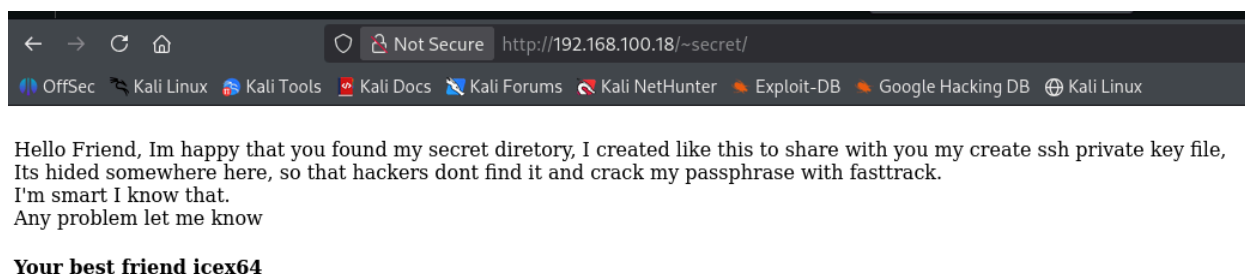 Not Secure http://192.168.100.18/~secret/
OffSec Kali Linux Kali Tools Kali Docs Kali Forums Kali NetHunter Exploit-DB Google Hacking DB Kali Linux
Hello Friend, Im happy that you found my secret diretory, I created like this to share with you my create ssh private key file,
Its hided somewhere here, so that hackers dont find it and crack my passphrase with fasttrack.
I'm smart I know that.
Any problem let me know
Your best friend icex64